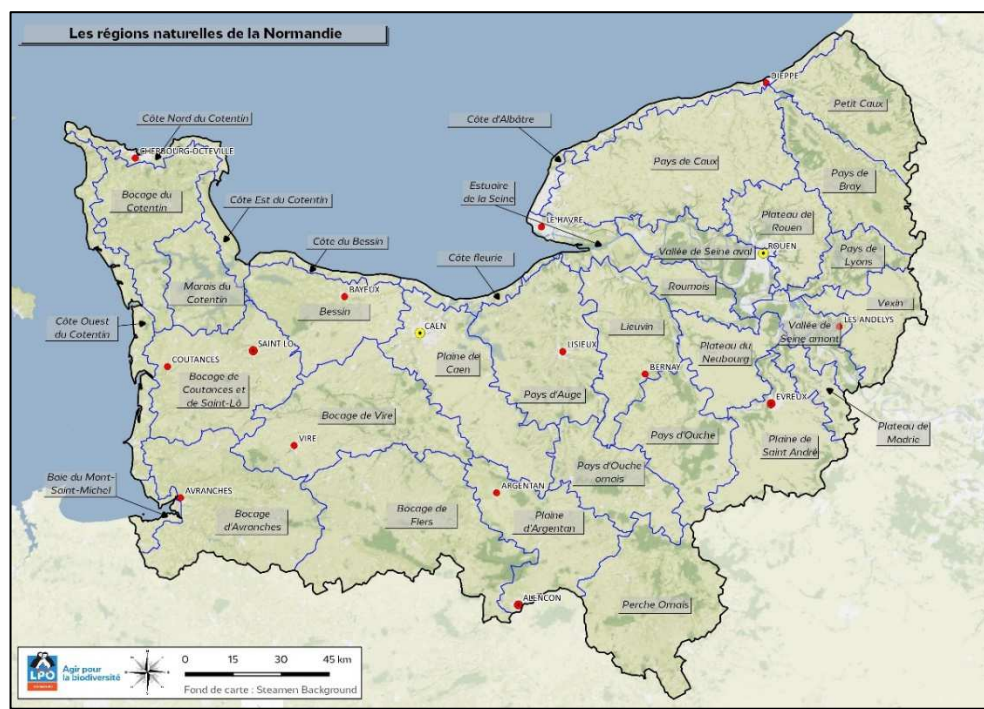 Les régions naturelles de la Normandie
DIEPPE
Petit Caux
Côte Nord du Cotentin
Côte d'Albâtre
CHERBOURG-OCTEVILLE
Pays de Caux
Pays de
Bray
Bocage du
Cotentin
Estuaire
de la Seine
Côte Est du Cotentin
Plateau de
Rouen
LE HAVRE
Côte du Bessin
Vallée de Seine aval
ROUEN
Pays de
Lyons
Côte fleurie
Marais du
Cotentin
Roumois
BAYEUX
Bessin
Vexin
Côte Ouest
du Cotentin
CAEN
Lieuvin
LES ANDELYS
Vallée de
Seine amont
SAINT LO
Plaine de
Caen
LISIEUX
Plateau du
Neubourg
COUTANCES
BERNAY
Bocage de
Coutances et
de Saint-Lô
Pays d'Auge
EVREUX
Bocage de Vire
Plateau de
Madrie
VIRE
Pays d'Ouche
Plaine de
Saint André
Baie du Mont-
Saint-Michel
Pays d'Ouche
ornais
AVRANCHES
ARGENTAN
Bocage
d'Avranches
Bocage de
Flers
Plaine
d'Argentan
ALENÇON
Perche Ornais
LPO
Agir pour
la biodiversité
0 15 30 45 km
Fond de carte : Steamen Background